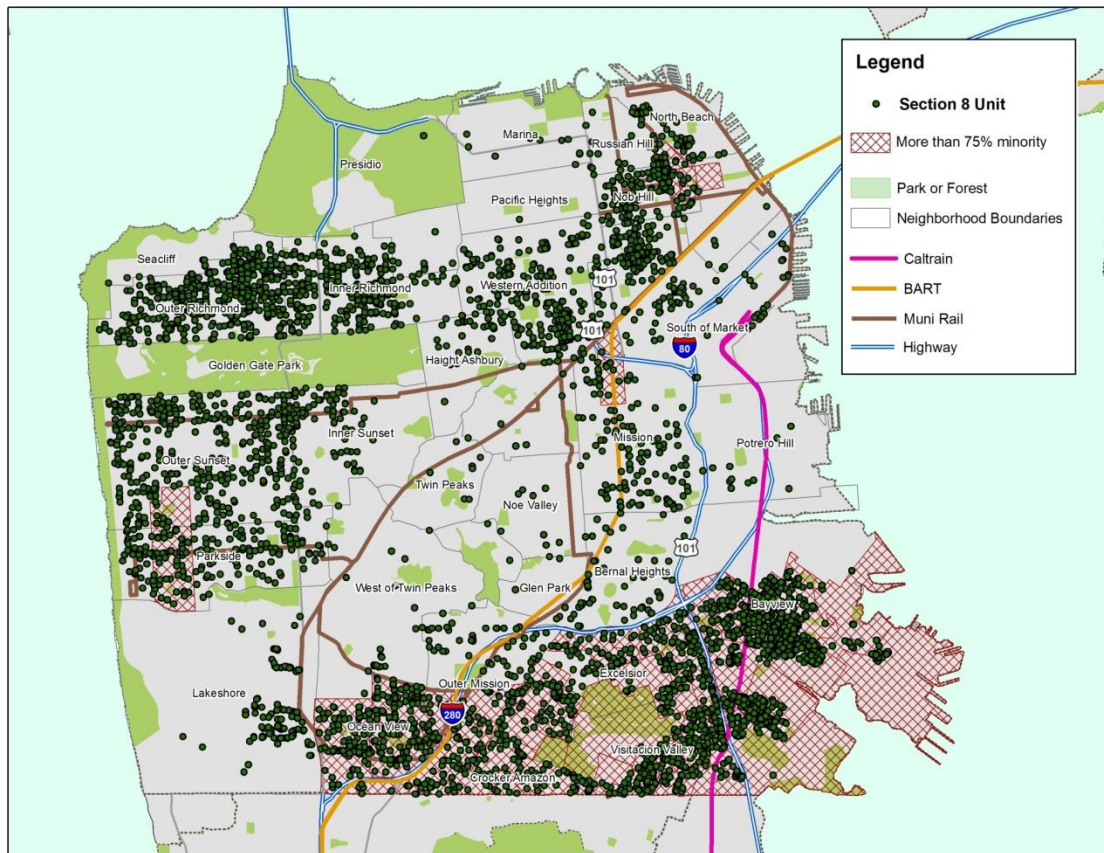 Legend
Section 8 Unit
More than 75% minority
Park or Forest
Neighborhood Boundaries
Caltrain
BART
Muni Rail
Highway
North Beach
Marina
Russian Hill
Presidio
Pacific Heights
Nob Hill
Seacliff
101
Inner Richmond
Western Addition
Outer Richmond
101
South of Market
80
Golden Gate Park
Haight Ashbury
Inner Sunset
Mission
Potrero Hill
Outer Sunset
Twin Peaks
Noe Valley
101
Parkside
West of Twin Peaks
Glen Park
Bernal Heights
Bayview
Excelsior
Outer Mission
Lakeshore
280
Ocean View
Visitacion Valley
Crocker Amazon